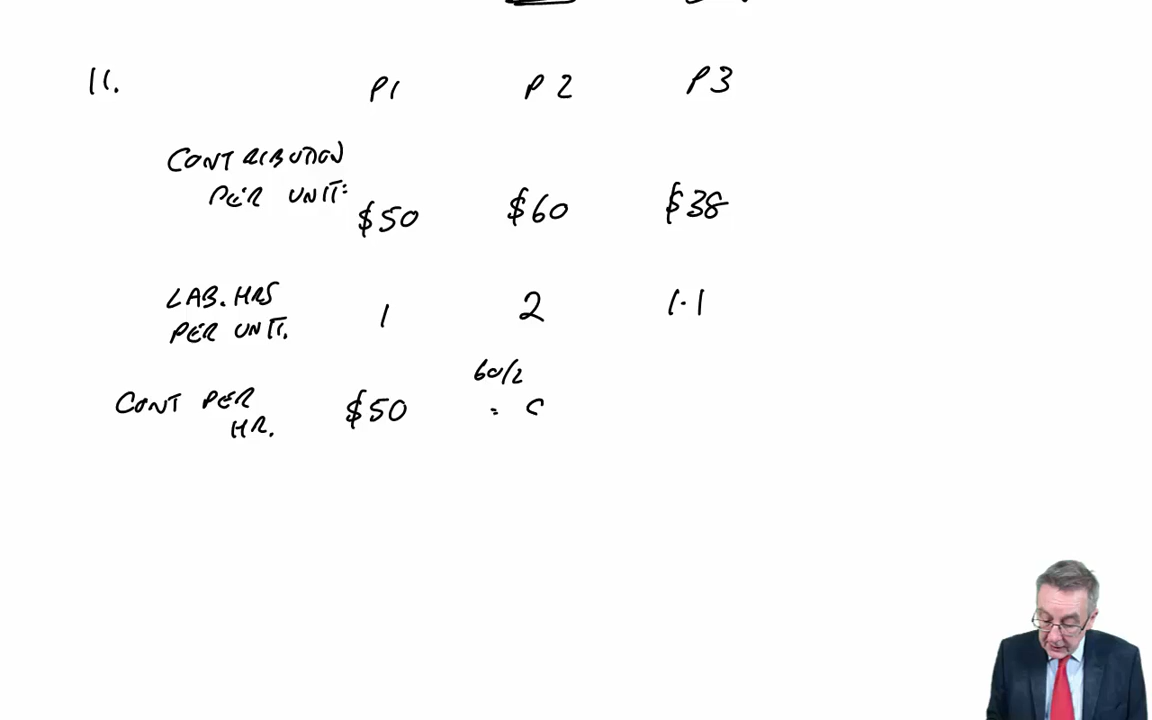 11. P1 P2 P3
CONTRIBUTION
PER UNIT: $50 $60 $38
LAB. HRS
PER UNIT. 1 2 1.1
60/2
CONT PER $50 =
HR.